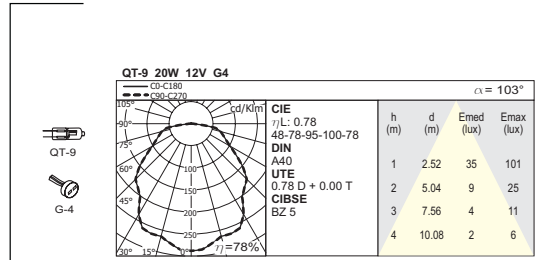 QT-9 20W 12V G4
C0-C180
C90-C270
α = 103°
105°
90°
75°
60°
45°
30° 15° 0°
cd/Klm
100
150
200
250
η=78%
CIE
ηL: 0.78
48-78-95-100-78
DIN
A40
UTE
0.78 D + 0.00 T
CIBSE
BZ 5
h d Emed Emax
(m) (m) (lux) (lux)
1 2.52 35 101
2 5.04 9 25
3 7.56 4 11
4 10.08 2 6
QT-9
G-4